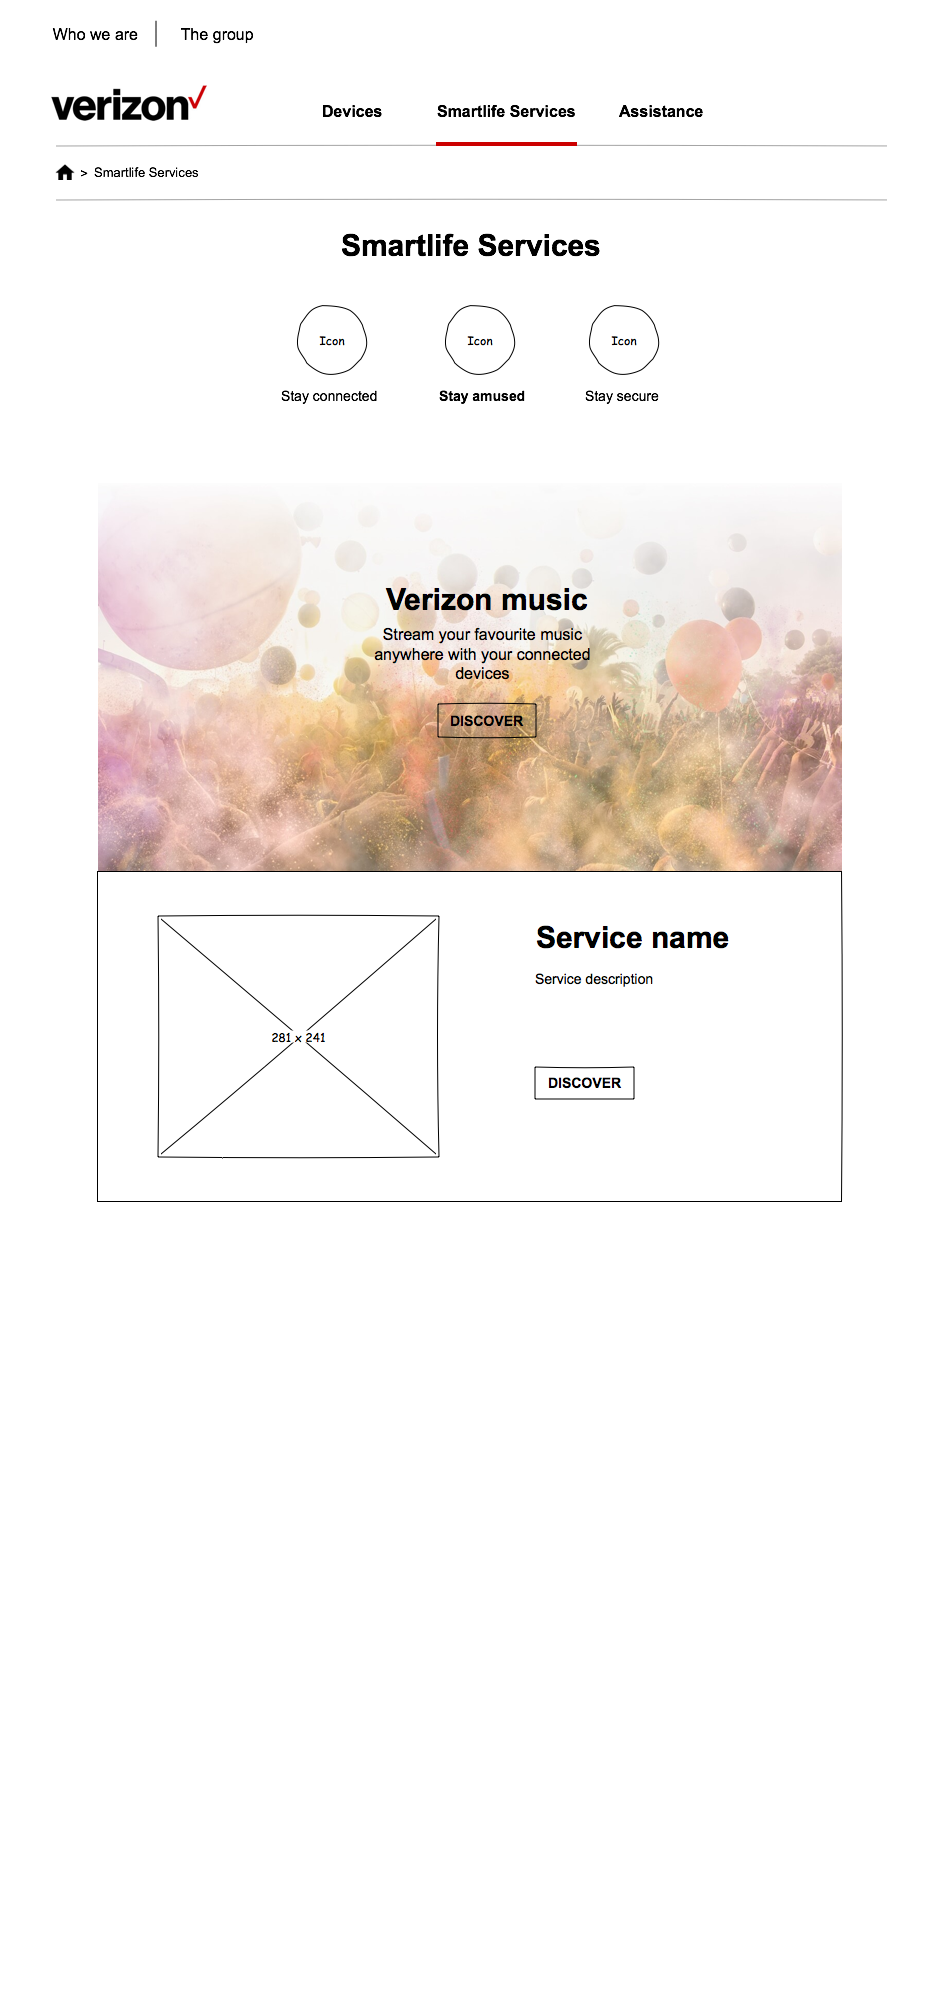 Who we are
The group
verizon
Devices
Smartlife Services
Assistance
> Smartlife Services
Smartlife Services
Icon
Icon
Icon
Stay connected
Stay amused
Stay secure
Verizon music
Stream your favourite music
anywhere with your connected
devices
DISCOVER
281 x 241
Service name
Service description
DISCOVER